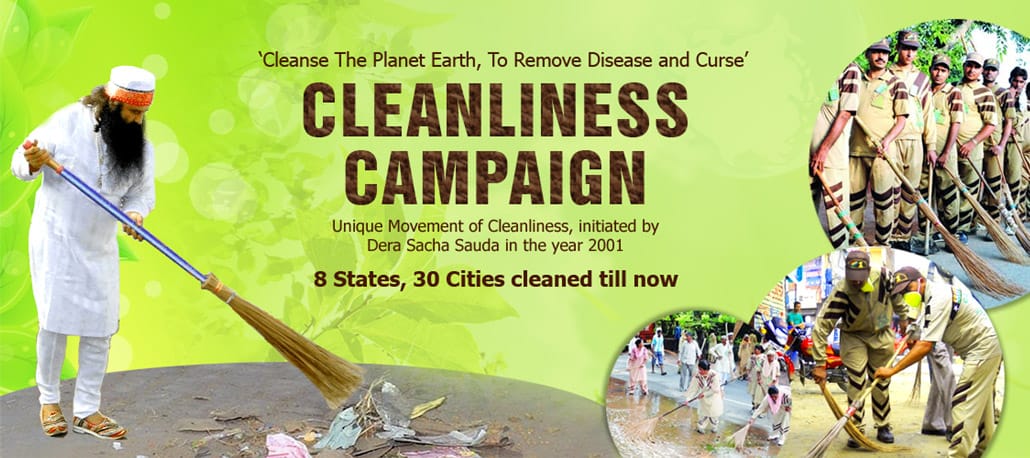 ‘Cleanse The Planet Earth, To Remove Disease and Curse’
CLEANLINESS
CAMPAIGN
Unique Movement of Cleanliness, initiated by
Dera Sacha Sauda in the year 2001
8 States, 30 Cities cleaned till now